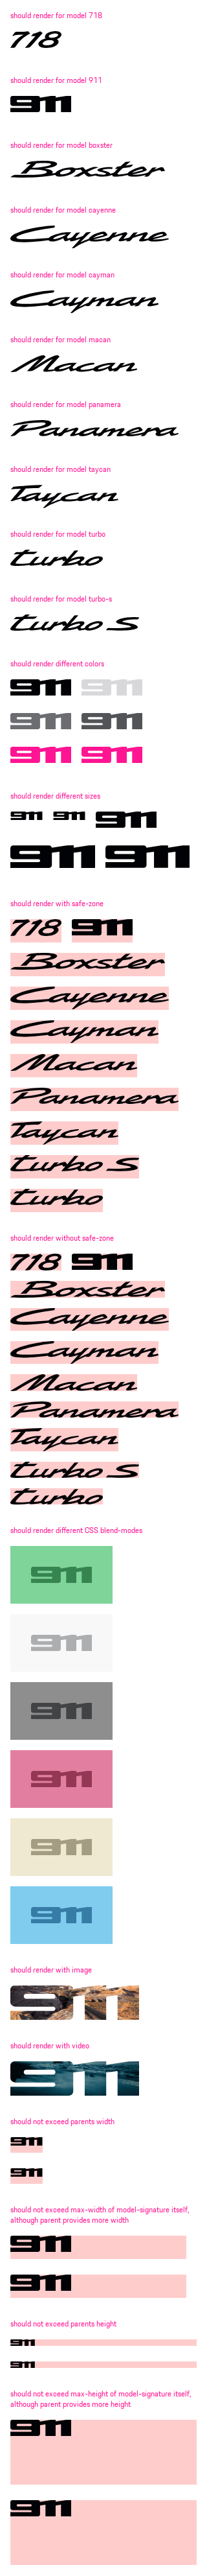 should render for model 718
718
should render for model 911
911
should render for model boxster
Boxster
should render for model cayenne
Cayenne
should render for model cayman
Cayman
should render for model macan
Macan
should render for model panamera
Panamera
should render for model taycan
Taycan
should render for model turbo
turbo
should render for model turbo-s
turbo S
should render different colors
911 911
911 911
911 911
should render different sizes
911 911 911
911 911
should render with safe-zone
718 911
Boxster
Cayenne
Cayman
Macan
Panamera
Taycan
turbo S
turbo
should render without safe-zone
718 911
Boxster
Cayenne
Cayman
Macan
Panamera
Taycan
turbo S
turbo
should render different CSS blend-modes
911
911
911
911
911
911
should render with image
911
should render with video
911
should not exceed parents width
911
911
should not exceed max-width of model-signature itself,
although parent provides more width
911
911
should not exceed parents height
911
911
should not exceed max-height of model-signature itself,
although parent provides more height
911
911